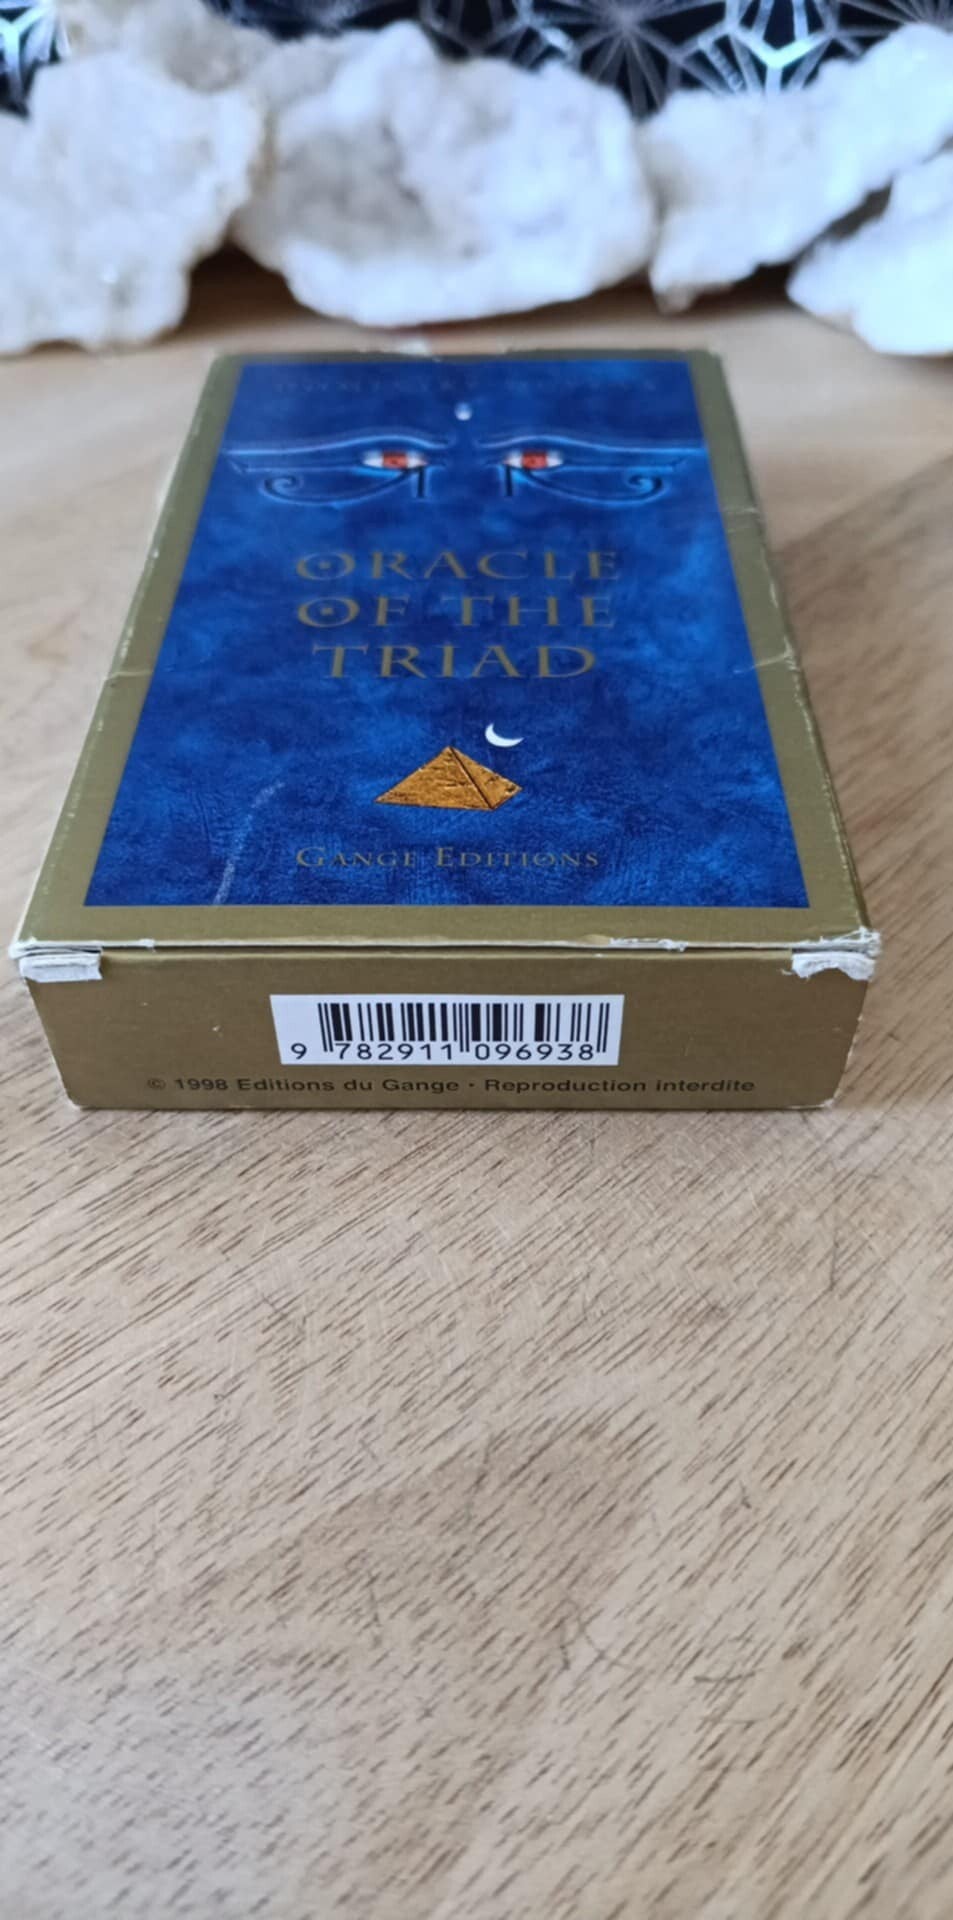 ORACLE
OF THE
TRIAD
GANGE EDITIONS
9 782911 096938
© 1998 Editions du Gange • Reproduction interdite